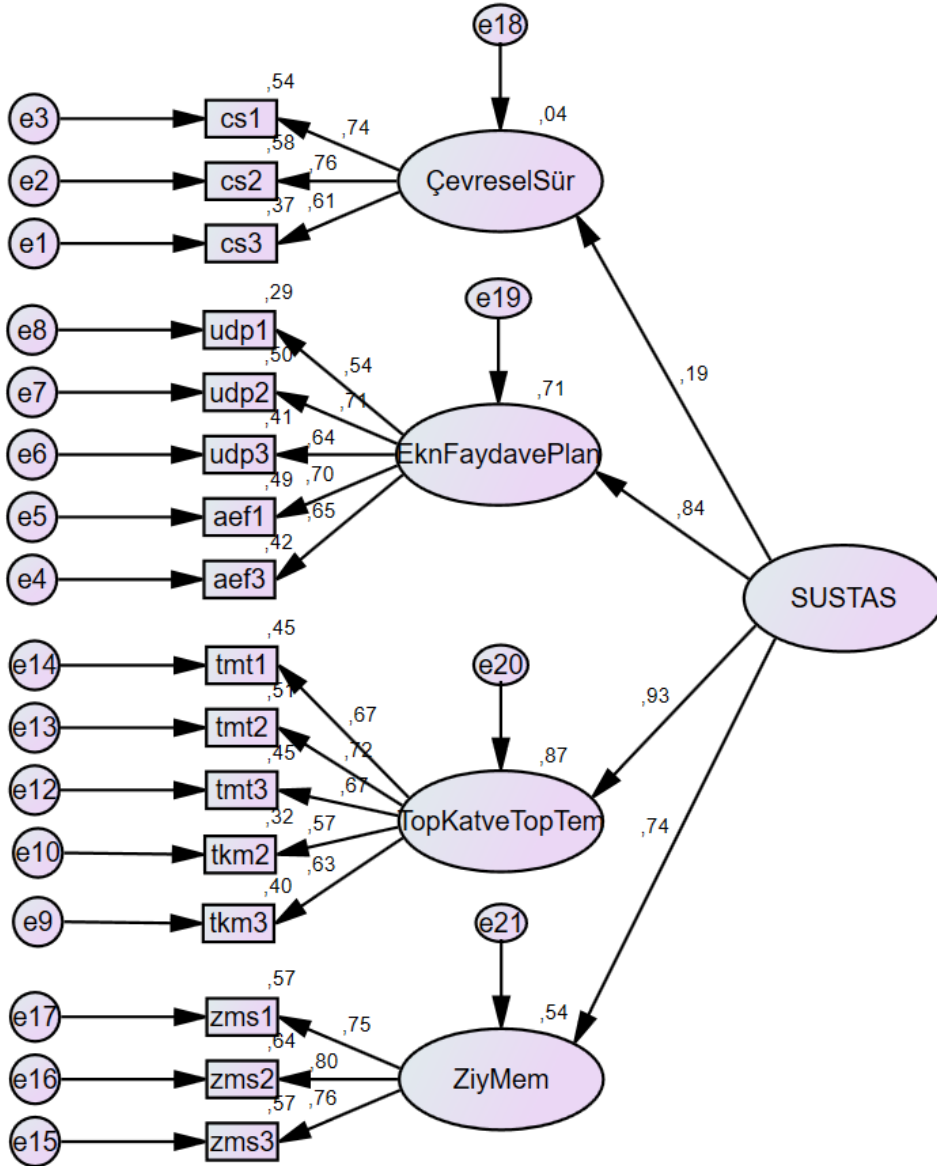 e18
,54
,04
e3
cs1
,74
,58
e2
cs2
,76
ÇevreselSür
,37
,61
e1
cs3
,29
e19
e8
udp1
,19
,50
,54
e7
udp2
,71
,71
,41
e6
udp3
,64
EknFaydavePlan
,49
,70
e5
aef1
,65
,84
,42
e4
aef3
SUSTAS
,45
e14
tmt1
e20
,51
,67
,93
e13
tmt2
,72
,87
,45
e12
tmt3
,67
,32
,57
TopKatveTopTem
,74
e10
tkm2
,63
,40
e9
tkm3
e21
,57
e17
zms1
,75
,54
,64
e16
zms2
,80
ZiyMem
,57
,76
e15
zms3